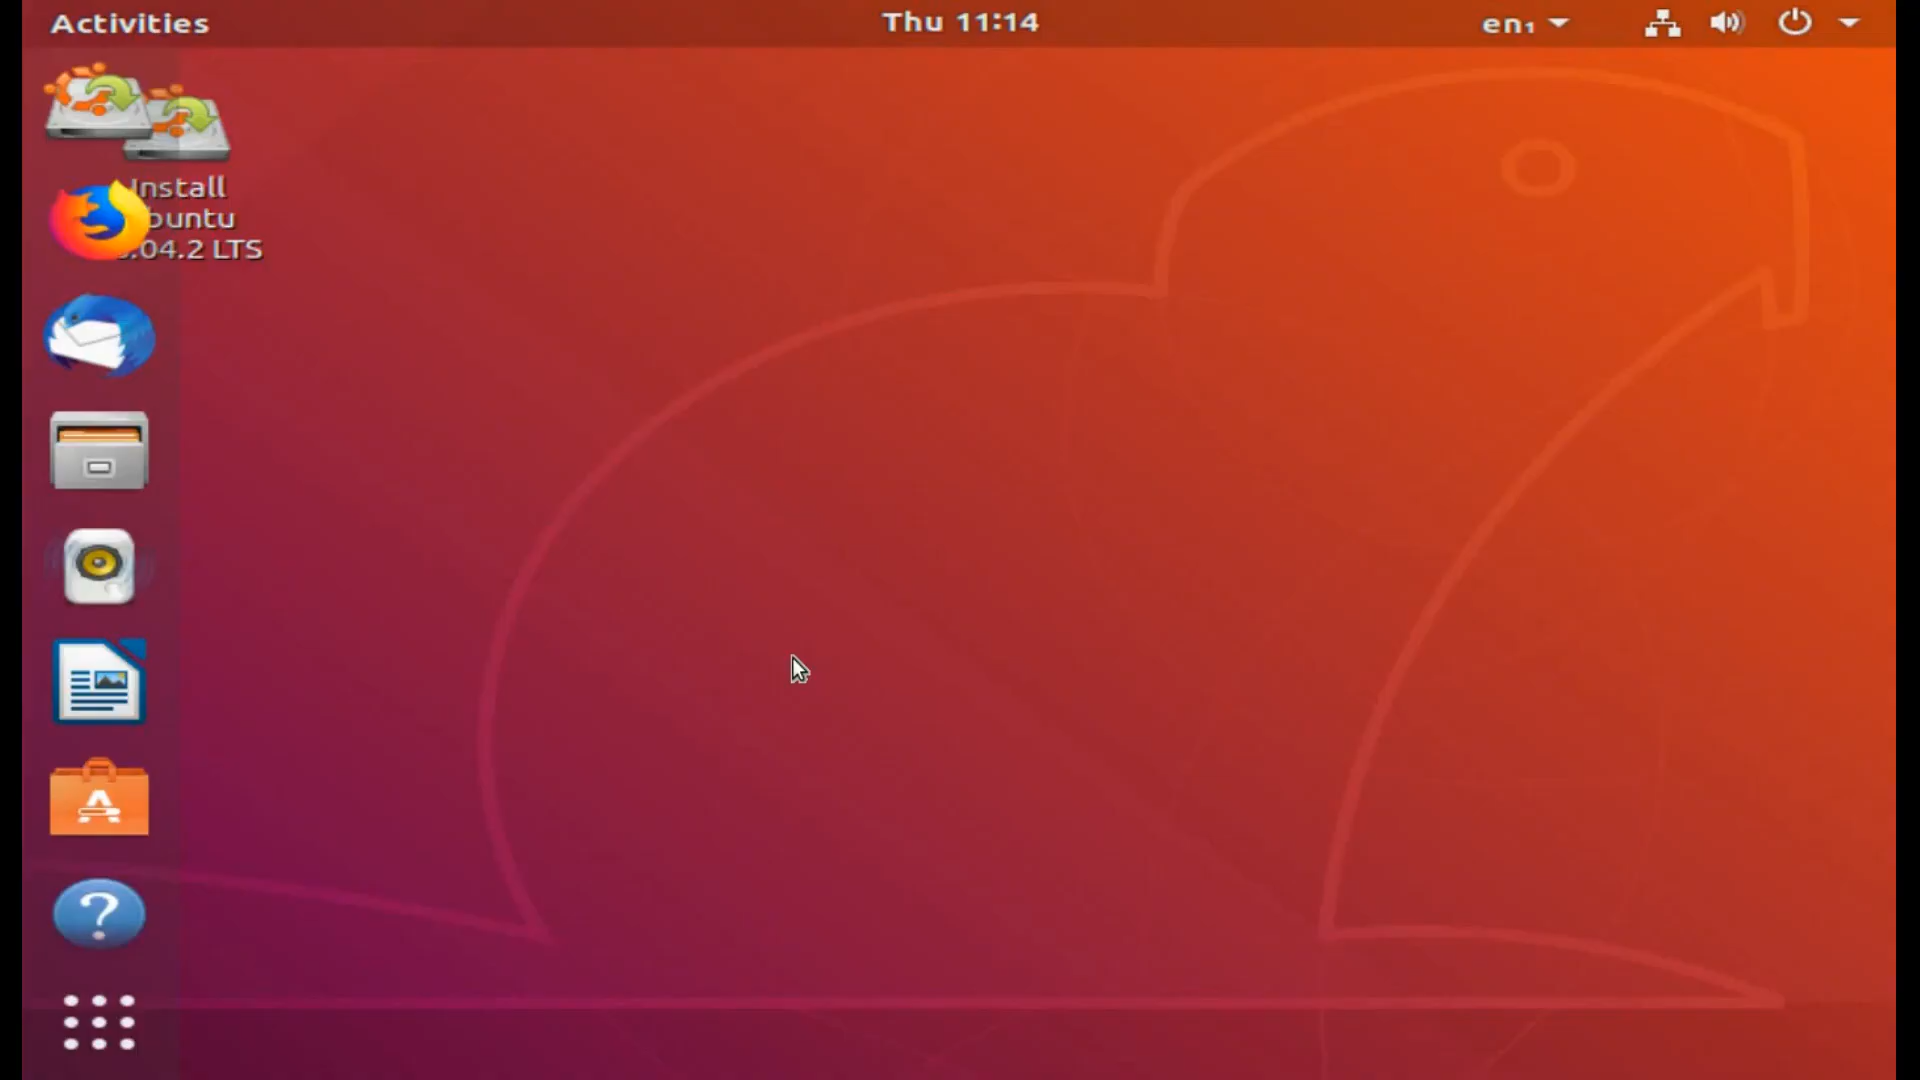 Activities
Thu 11:14
en₁
Install
buntu
.04.2 LTS